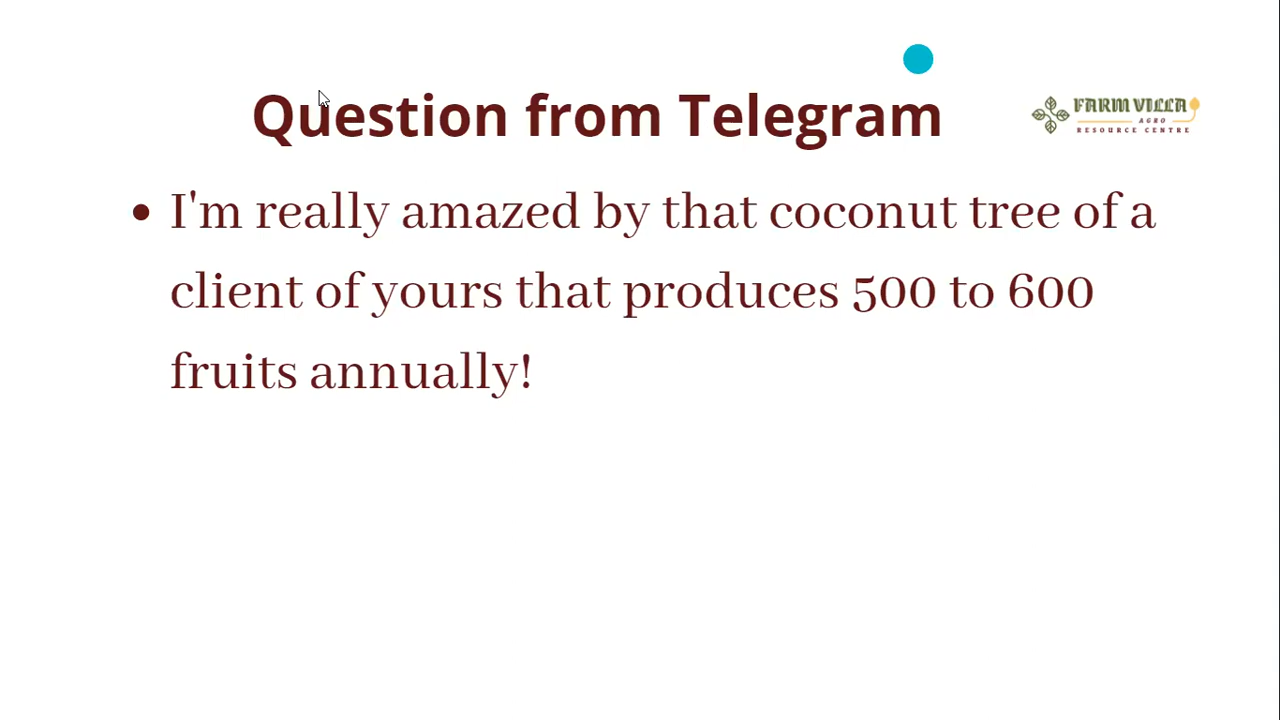 Question from Telegram
FARM VILLA
AGRO
RESOURCE CENTRE
• I'm really amazed by that coconut tree of a
client of yours that produces 500 to 600
fruits annually!